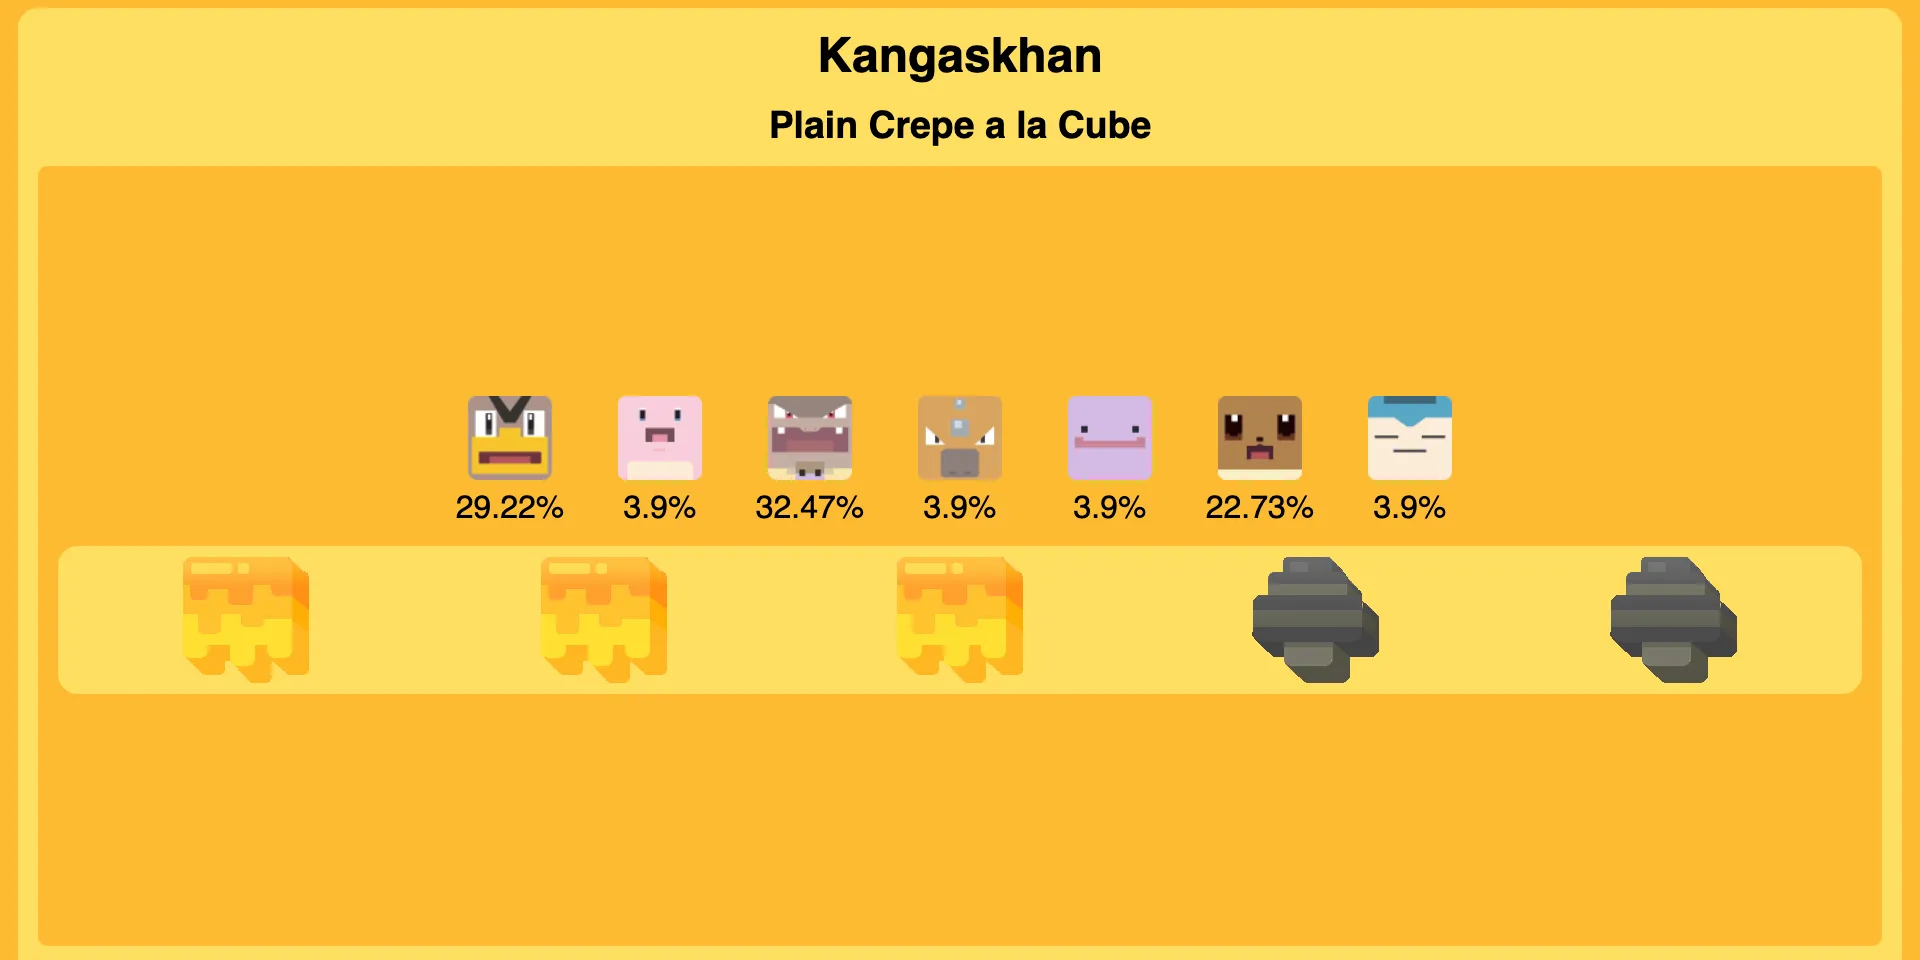 Kangaskhan
Plain Crepe a la Cube
29.22% 3.9% 32.47% 3.9% 3.9% 22.73% 3.9%